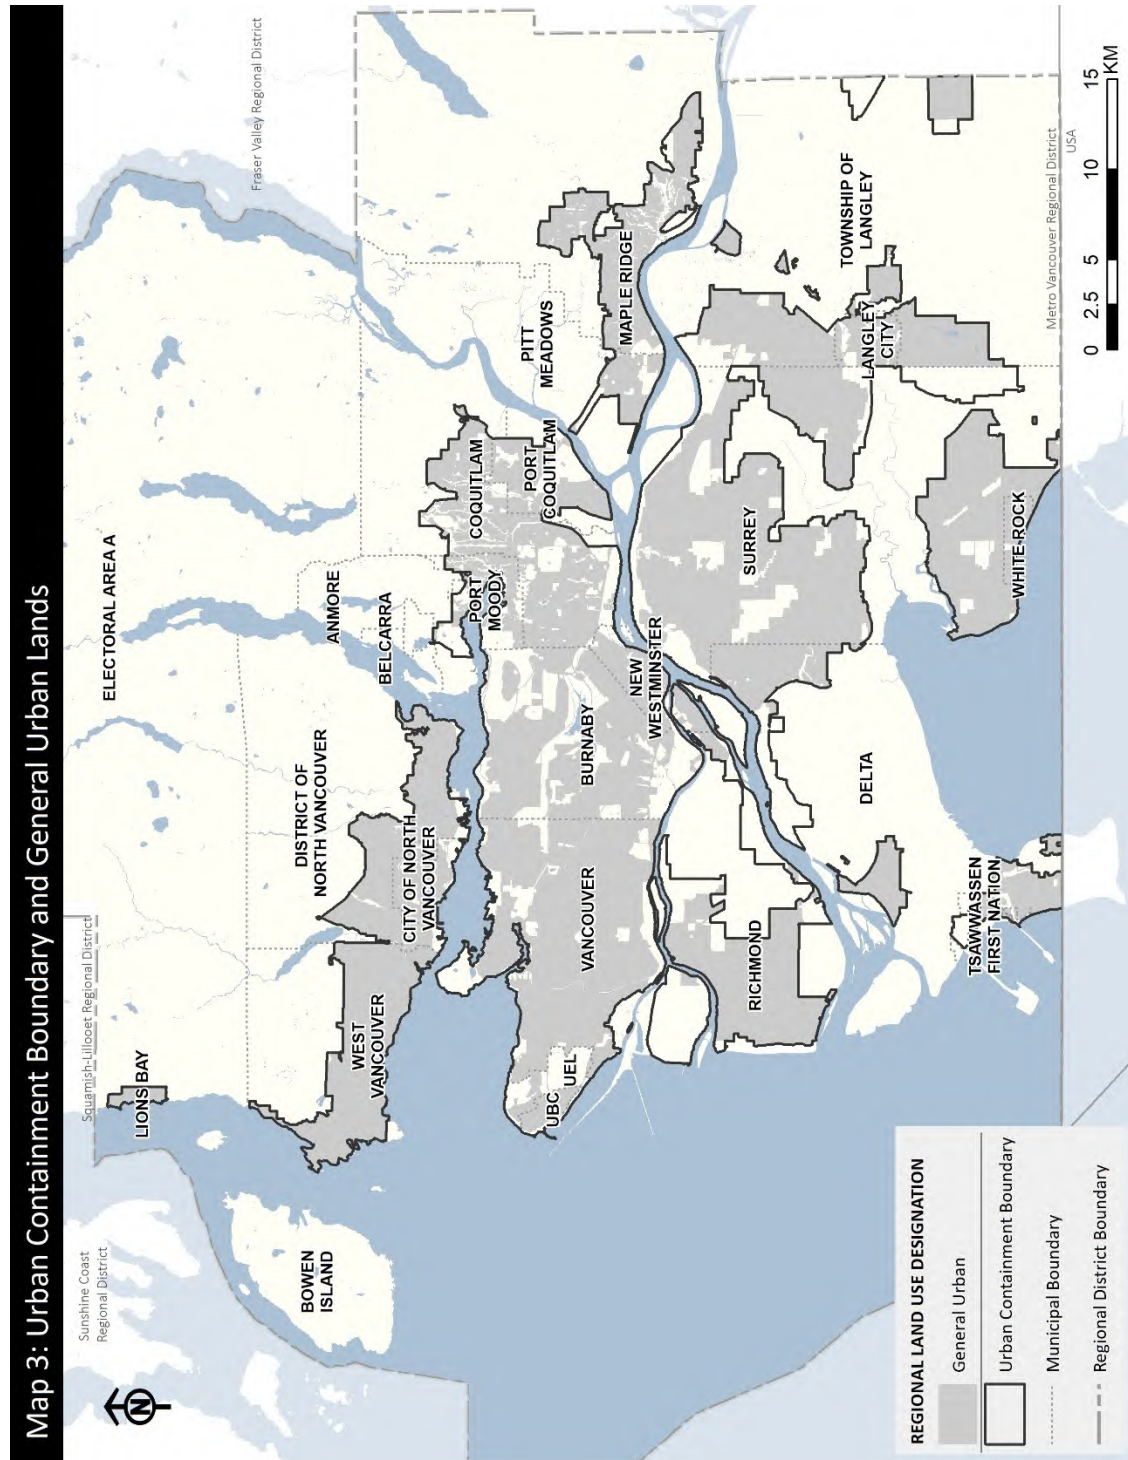 Map 3: Urban Containment Boundary and General Urban Lands
Sunshine Coast
Regional District
Squamish-Lillooet Regional District
Fraser Valley Regional District
N
LIONS BAY
ELECTORAL AREA A
BOWEN
ISLAND
WEST
VANCOUVER
DISTRICT OF
NORTH VANCOUVER
CITY OF NORTH
VANCOUVER
ANMORE
BELCARRA
PORT
MOODY
COQUITLAM
PORT
COQUITLAM
PITT
MEADOWS
MAPLE RIDGE
UBC
UEL
VANCOUVER
BURNABY
NEW
WESTMINSTER
SURREY
RICHMOND
DELTA
LANGLEY
CITY
TOWNSHIP OF
LANGLEY
TSAWWASSEN
FIRST NATION
WHITE ROCK
Metro Vancouver Regional District
USA
REGIONAL LAND USE DESIGNATION
General Urban
Urban Containment Boundary
Municipal Boundary
Regional District Boundary
0 2.5 5 10 15
KM